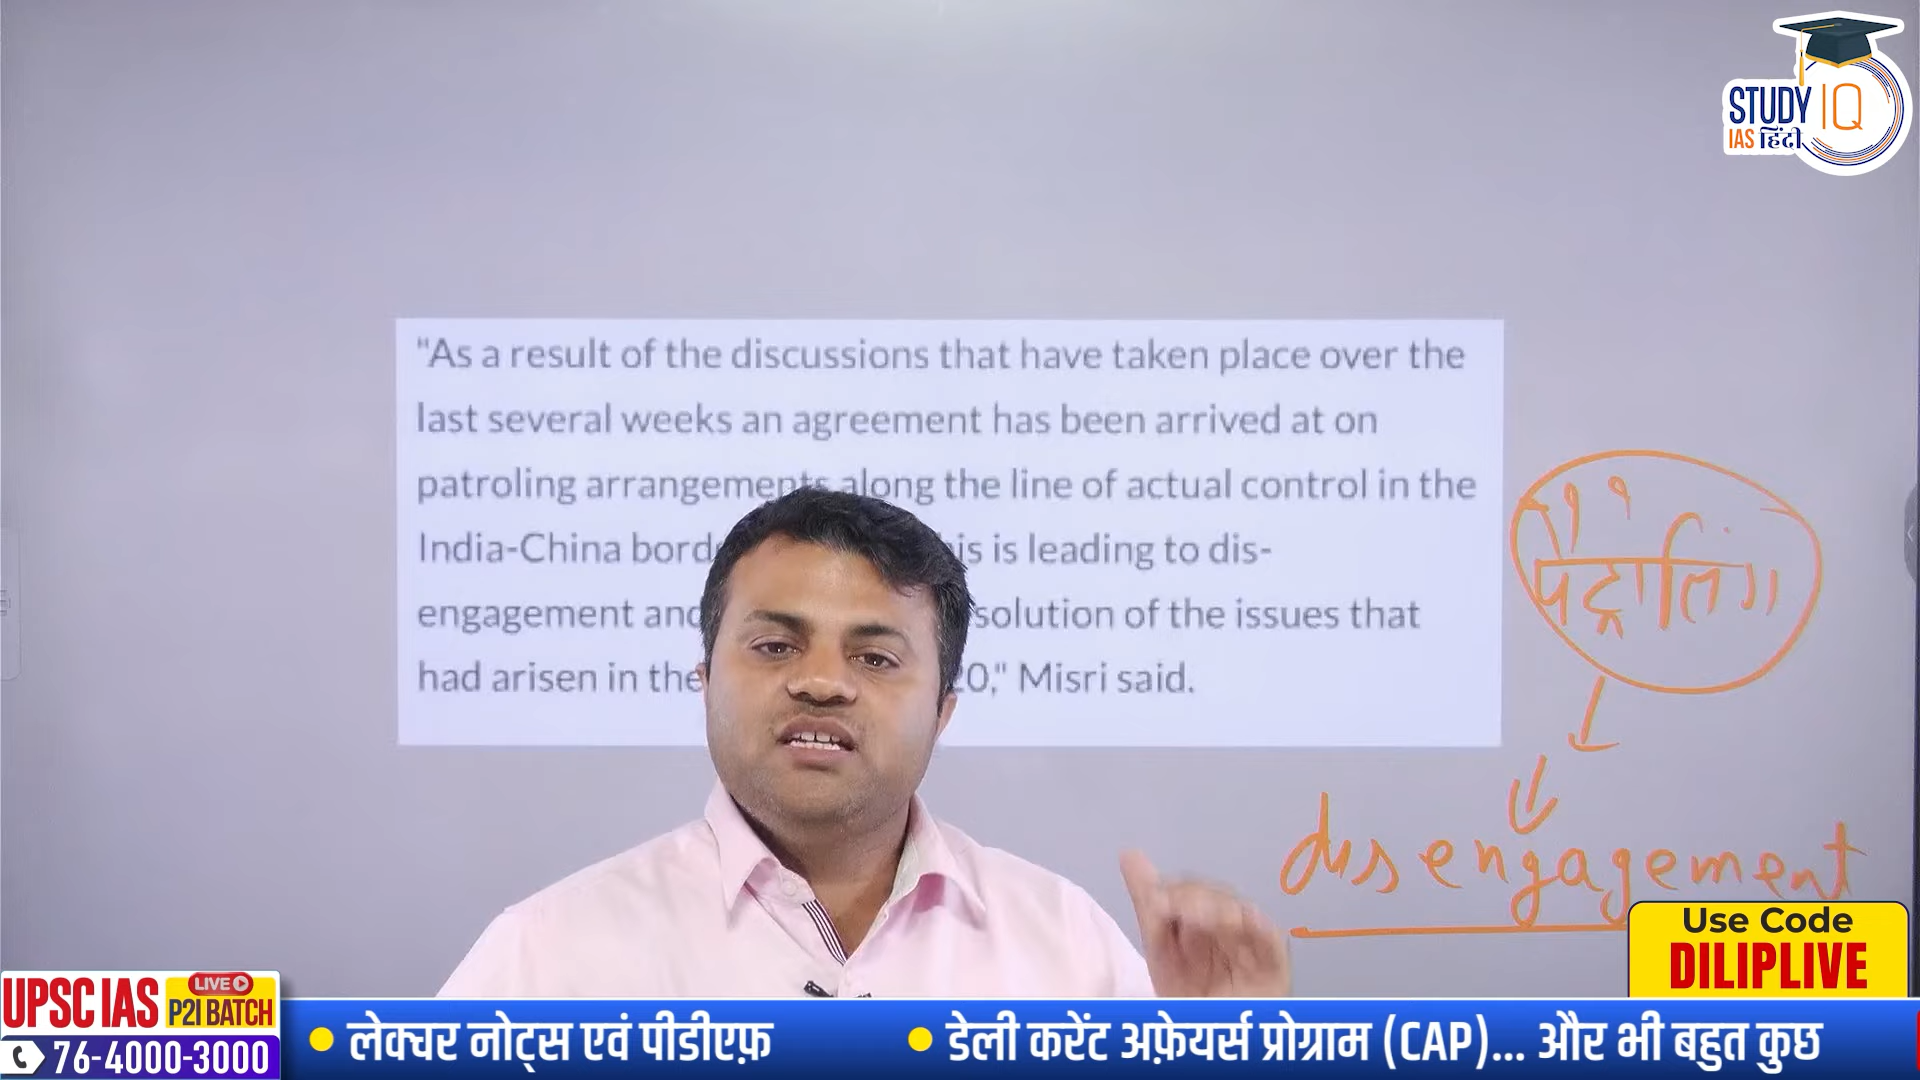 STUDY IQ
IAS हिंदी
"As a result of the discussions that have taken place over the
last several weeks an agreement has been arrived at on
patroling arrangements along the line of actual control in the
India-China is is leading to dis-
engagement and solution of the issues that
had arisen in the 20," Misri said.
पेट्रोलिंग
disengagement
Use Code
DILIPLIVE
UPSC IAS LIVE
P2I BATCH
76-4000-3000
लेक्चर नोट्स एवं पीडीएफ़
डेली करेंट अफ़ेयर्स प्रोग्राम (CAP)... और भी बहुत कुछ